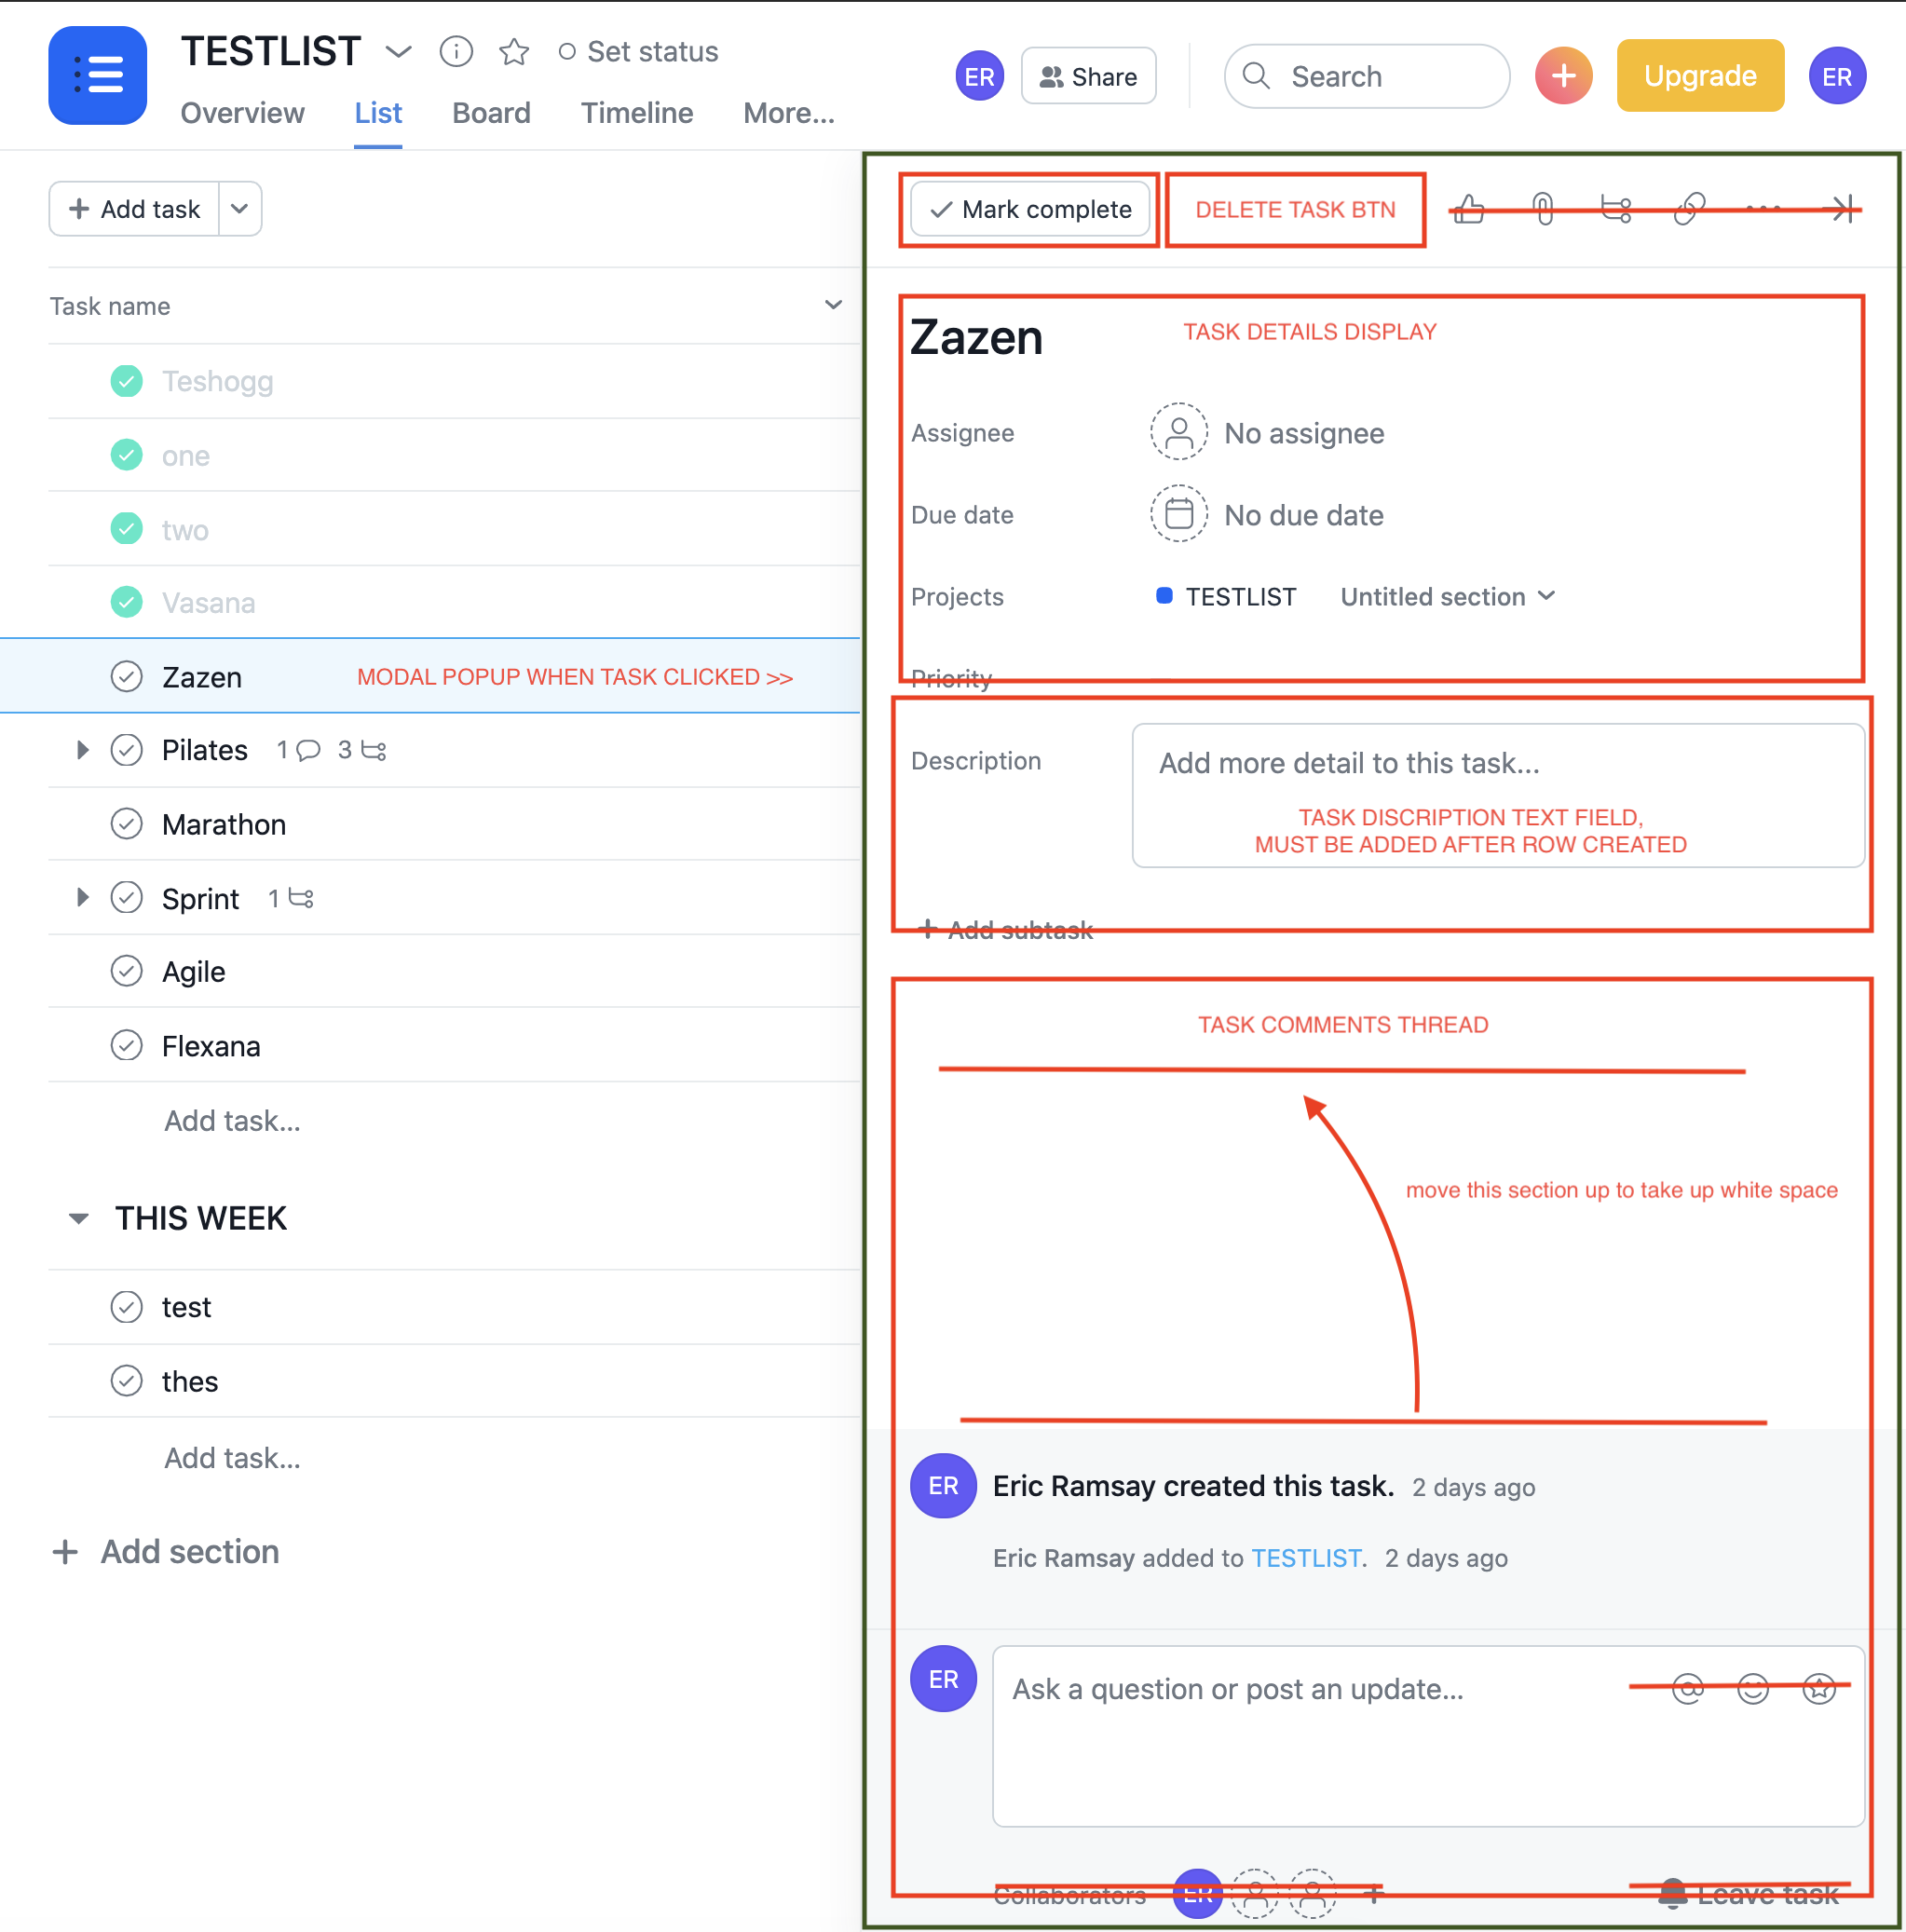 TESTLIST
Set status
ER
Share
Search
Upgrade
ER
Overview
List
Board
Timeline
More...
Add task
Task name
Teshogg
one
two
Vasana
Zazen
MODAL POPUP WHEN TASK CLICKED >>
Pilates 1 3
Marathon
Sprint 1
Agile
Flexana
Add task...
THIS WEEK
test
thes
Add task...
+ Add section
Mark complete
DELETE TASK BTN
Zazen
TASK DETAILS DISPLAY
Assignee
No assignee
Due date
No due date
Projects
TESTLIST
Untitled section
Priority
Description
Add more detail to this task...
TASK DISCRIPTION TEXT FIELD,
MUST BE ADDED AFTER ROW CREATED
+ Add subtask
TASK COMMENTS THREAD
move this section up to take up white space
ER
Eric Ramsay created this task. 2 days ago
Eric Ramsay added to TESTLIST. 2 days ago
ER
Ask a question or post an update...
Collaborators
ER
+
Leave task